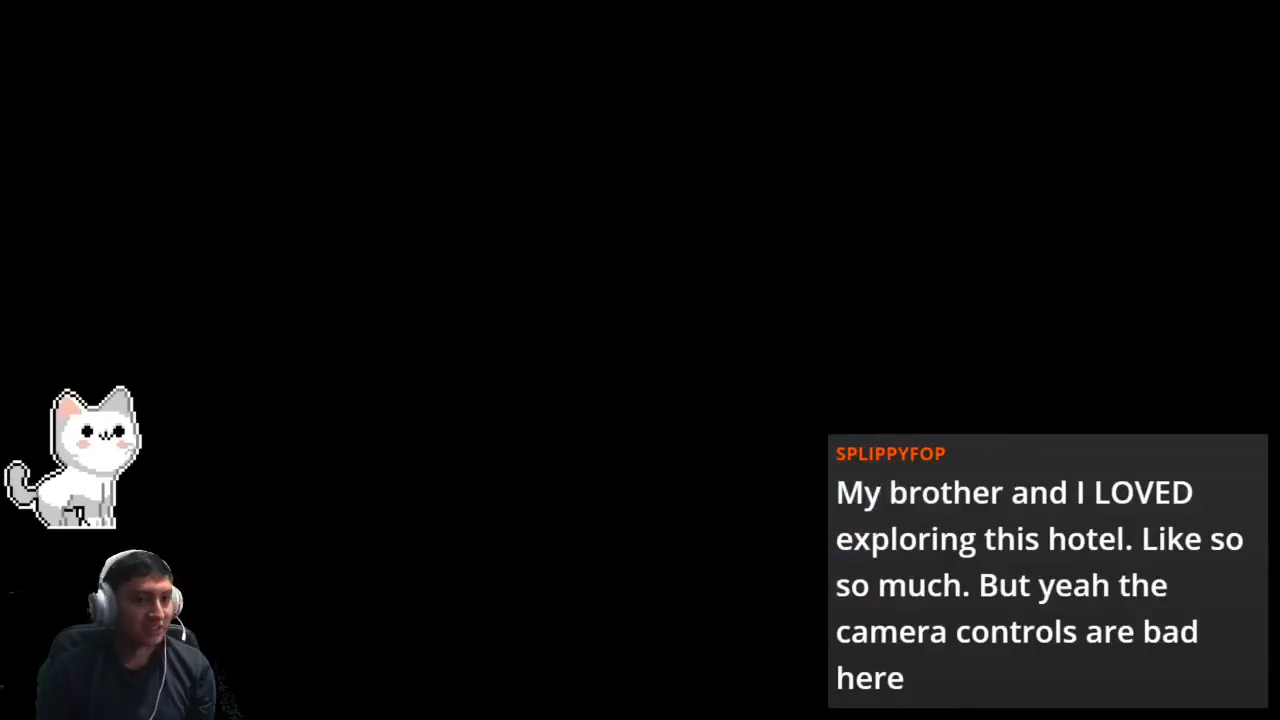 SPLIPPYFOP
My brother and I LOVED
exploring this hotel. Like so
so much. But yeah the
camera controls are bad
here